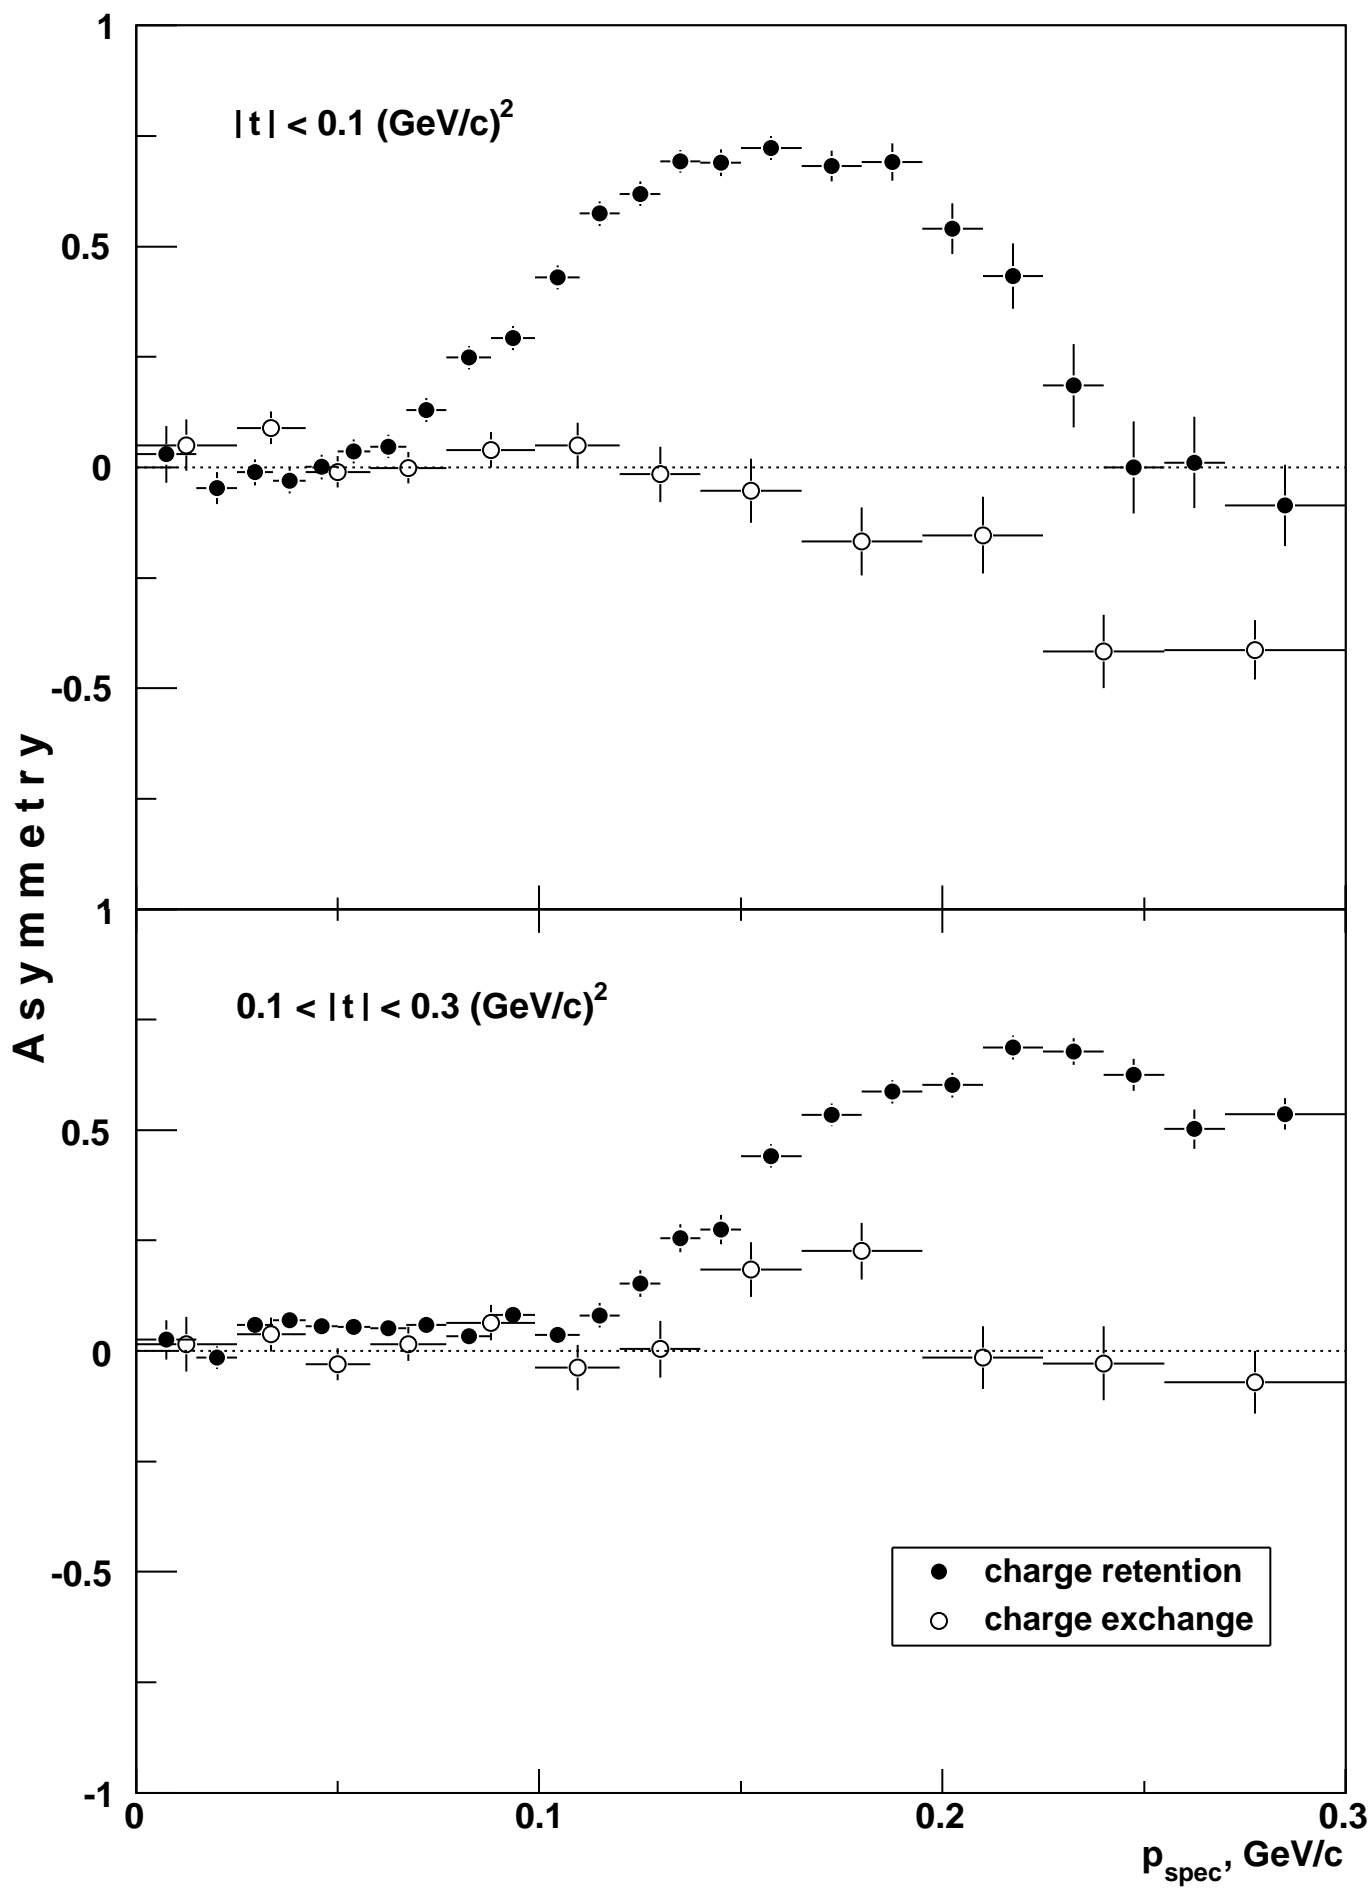 1
|t| < 0.1 (GeV/c)2
0.5
0
-0.5
Asymmetry
1
0.1 < |t| < 0.3 (GeV/c)2
0.5
0
-0.5
charge retention
charge exchange
-1
0 0.1 0.2 0.3
pspec, GeV/c